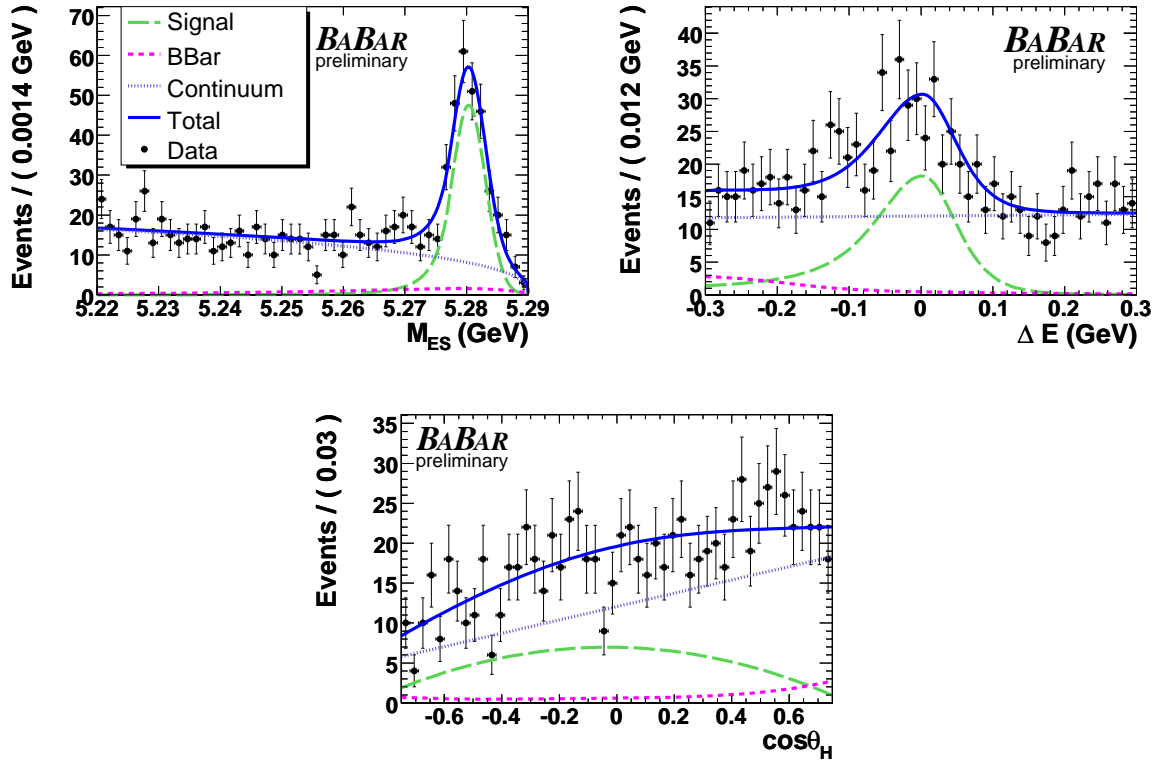 Events / ( 0.0014 GeV )
70
60
50
40
30
20
10
0
Signal
BBar
Continuum
Total
Data
BABAR
preliminary
5.22 5.23 5.24 5.25 5.26 5.27 5.28 5.29
M_ES (GeV)
Events / ( 0.012 GeV )
40
35
30
25
20
15
10
5
0
BABAR
preliminary
-0.3 -0.2 -0.1 0 0.1 0.2 0.3
Δ E (GeV)
Events / ( 0.03 )
35
30
25
20
15
10
5
0
BABAR
preliminary
-0.6 -0.4 -0.2 0 0.2 0.4 0.6
cosθ_H